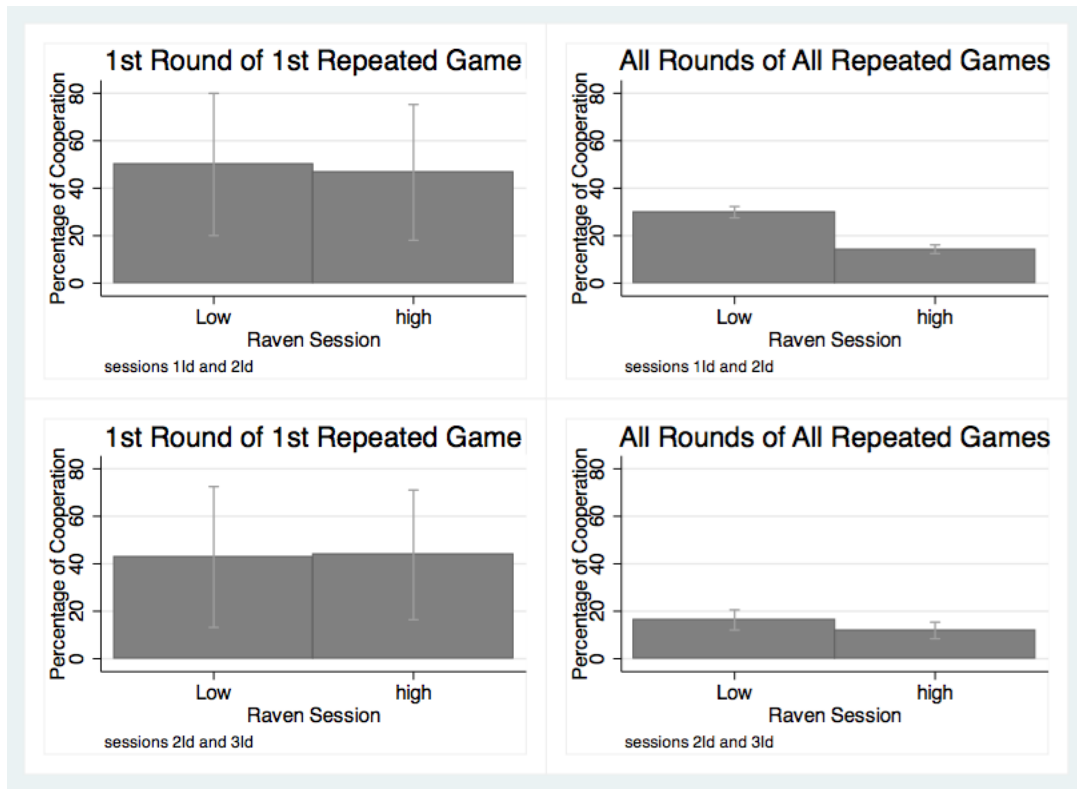 1st Round of 1st Repeated Game
Percentage of Cooperation
80
60
40
20
0
Low high
Raven Session
sessions 1ld and 2ld
All Rounds of All Repeated Games
Percentage of Cooperation
80
60
40
20
0
Low high
Raven Session
sessions 1ld and 2ld
1st Round of 1st Repeated Game
Percentage of Cooperation
80
60
40
20
0
Low high
Raven Session
sessions 2ld and 3ld
All Rounds of All Repeated Games
Percentage of Cooperation
80
60
40
20
0
Low high
Raven Session
sessions 2ld and 3ld